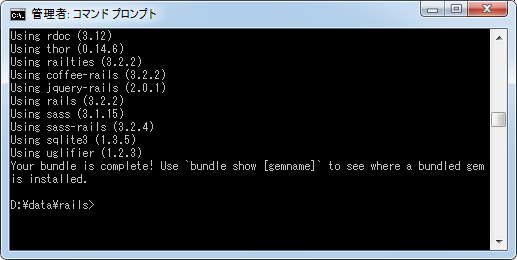 管理者: コマンド プロンプト
Using rdoc (3.12)
Using thor (0.14.6)
Using railties (3.2.2)
Using coffee-rails (3.2.2)
Using jquery-rails (2.0.1)
Using rails (3.2.2)
Using sass (3.1.15)
Using sass-rails (3.2.4)
Using sqlite3 (1.3.5)
Using uglifier (1.2.3)
Your bundle is complete! Use `bundle show [gemname]` to see where a bundled gem
is installed.
D:¥data¥rails>